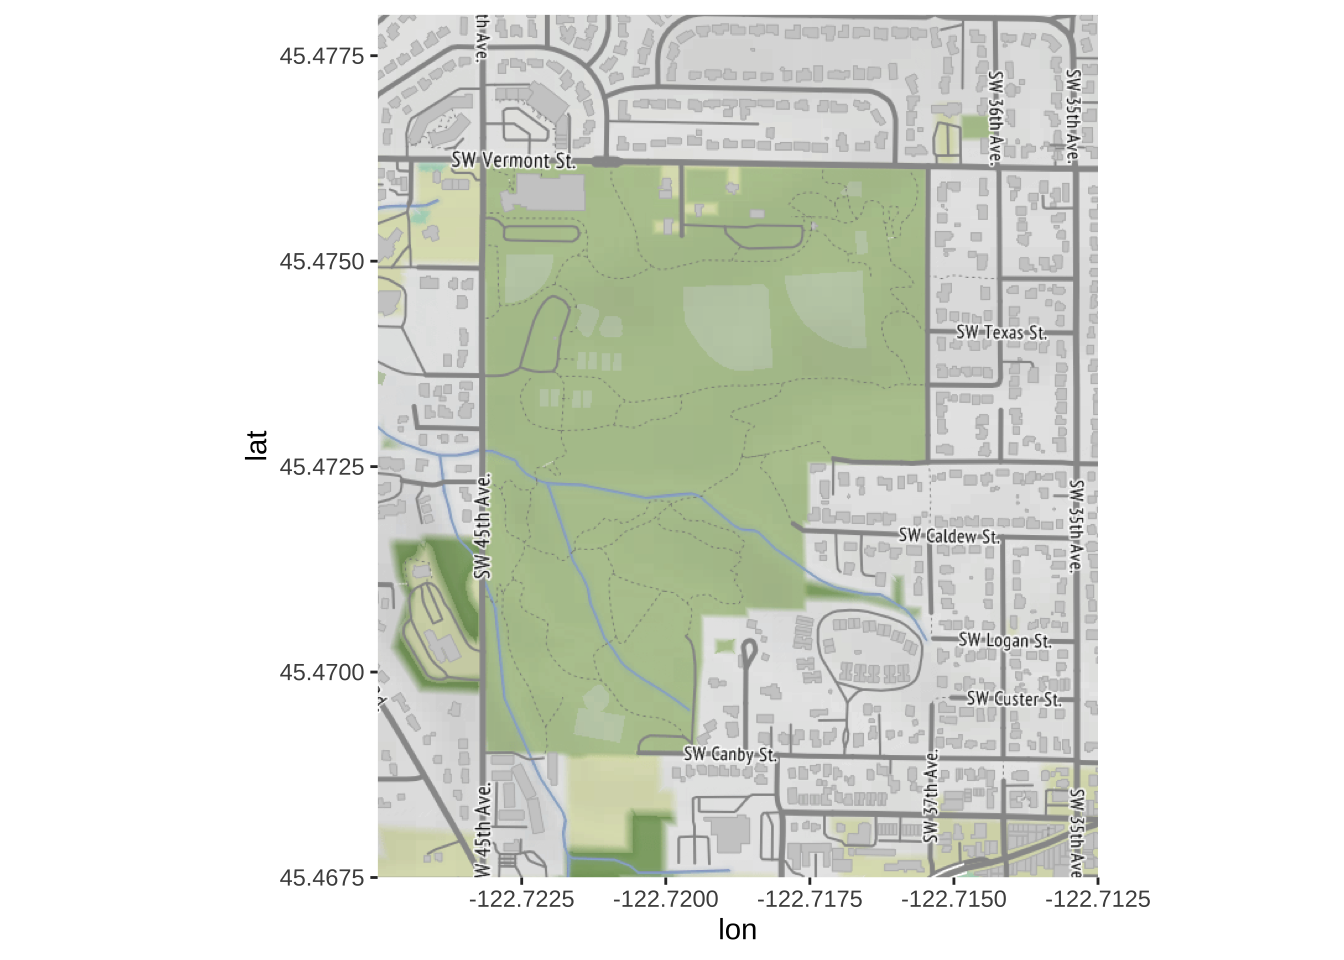 th Ave.
45.4775
SW 36th Ave.
SW 35th Ave.
SW Vermont St.
45.4750
SW Texas St.
lat
45.4725
SW 45th Ave.
SW 35th Ave.
SW Caldew St.
SW Logan St.
45.4700
SW Custer St.
SW Canby St.
SW 37th Ave.
W 45th Ave.
SW 35th Ave
45.4675
-122.7225
-122.7200
-122.7175
-122.7150
-122.7125
lon